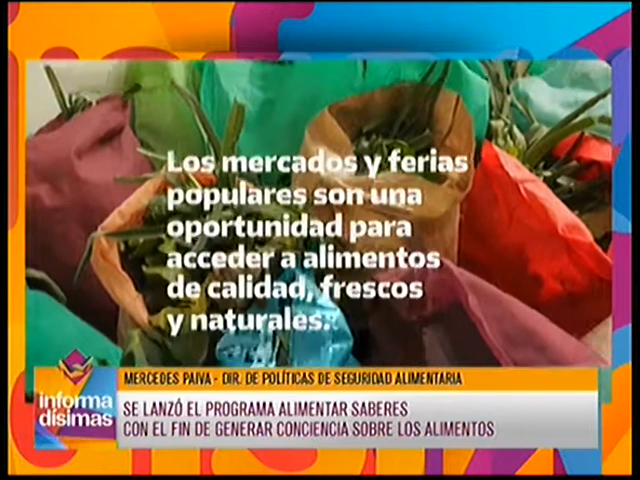 Los mercados y ferias
populares son una
oportunidad para
acceder a alimentos
de calidad, frescos
y naturales.
MERCEDES PAIVA - DIR. DE POLÍTICAS DE SEGURIDAD ALIMENTARIA
informa
dísimas
SE LANZÓ EL PROGRAMA ALIMENTAR SABERES
CON EL FIN DE GENERAR CONCIENCIA SOBRE LOS ALIMENTOS